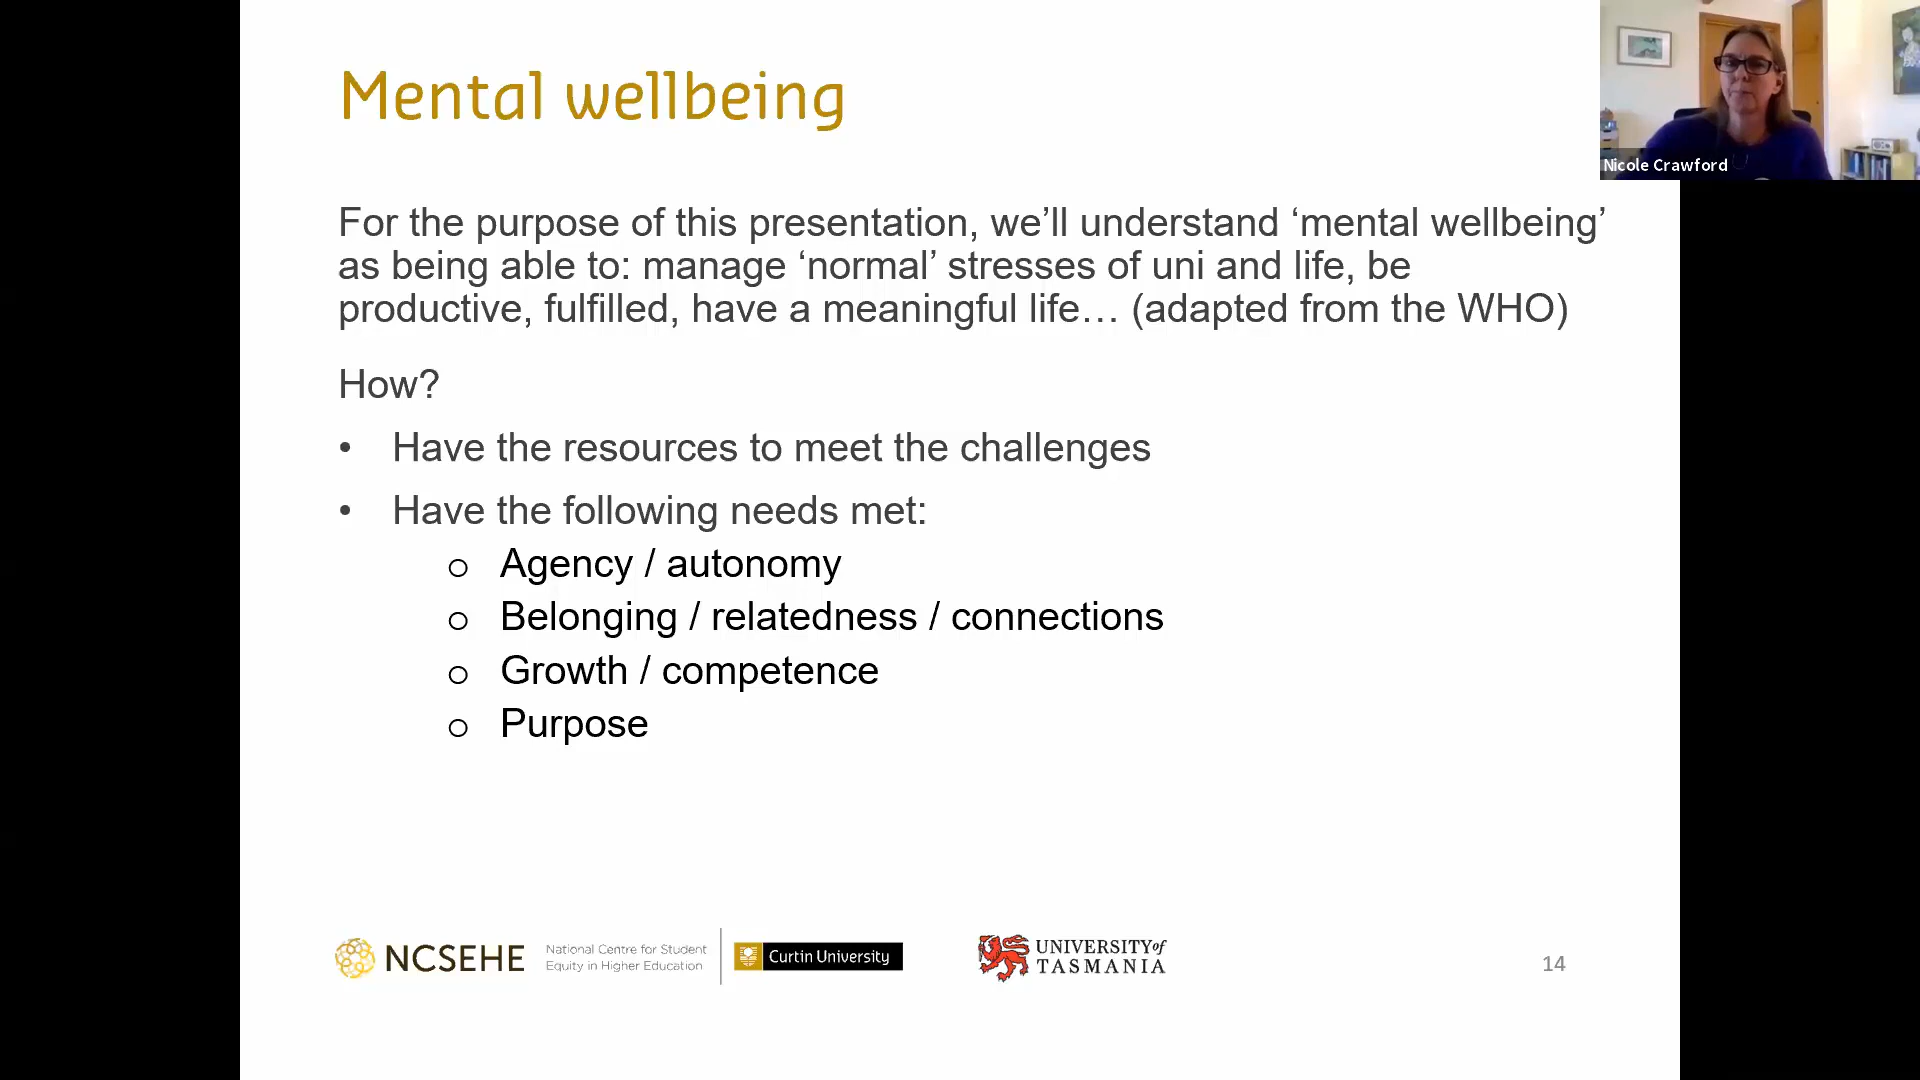 Mental wellbeing
Nicole Crawford
For the purpose of this presentation, we’ll understand ‘mental wellbeing’
as being able to: manage ‘normal’ stresses of uni and life, be
productive, fulfilled, have a meaningful life… (adapted from the WHO)
How?
• Have the resources to meet the challenges
• Have the following needs met:
o Agency / autonomy
o Belonging / relatedness / connections
o Growth / competence
o Purpose
NCSEHE
National Centre for Student
Equity in Higher Education
Curtin University
UNIVERSITY of
TASMANIA
14